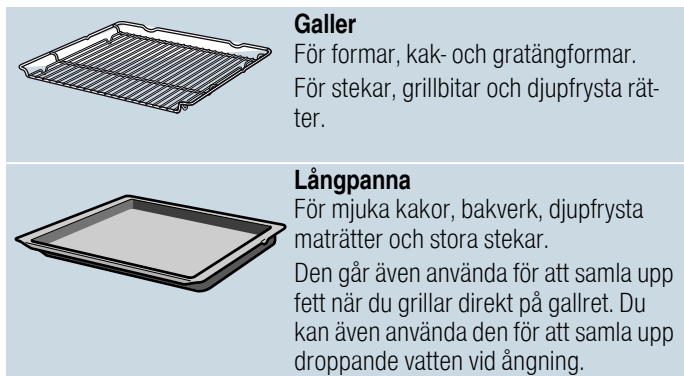 Galler
För formar, kak- och gratängformar.
För stekar, grillbitar och djupfrysta rät-
ter.
Långpanna
För mjuka kakor, bakverk, djupfrysta
maträtter och stora stekar.
Den går även använda för att samla upp
fett när du grillar direkt på gallret. Du
kan även använda den för att samla upp
droppande vatten vid ångning.